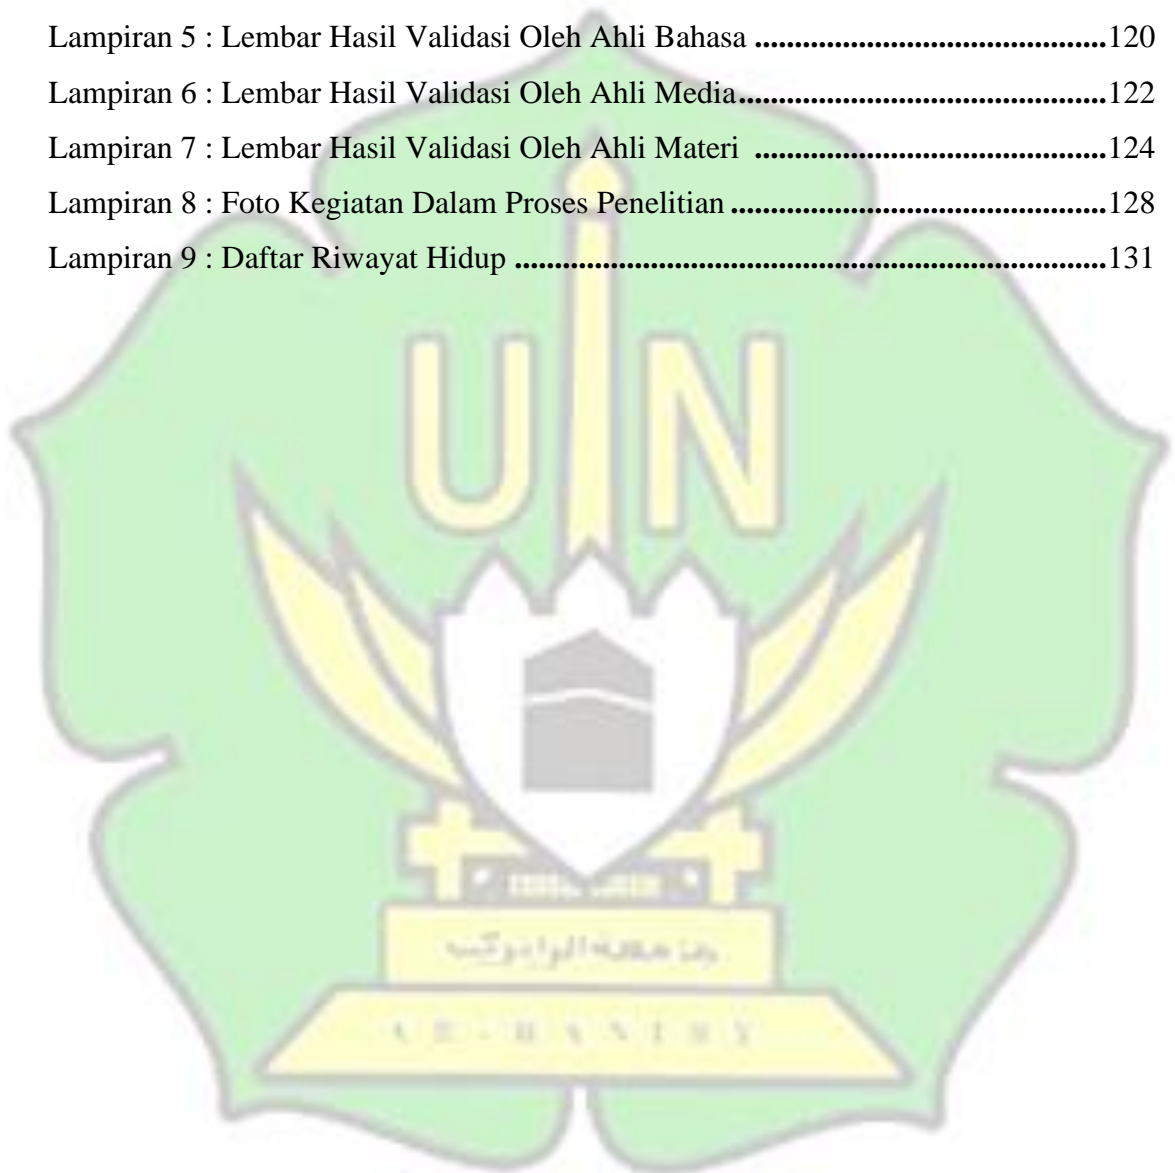 Lampiran 5 : Lembar Hasil Validasi Oleh Ahli Bahasa ............................................120
Lampiran 6 : Lembar Hasil Validasi Oleh Ahli Media..............................................122
Lampiran 7 : Lembar Hasil Validasi Oleh Ahli Materi ............................................124
Lampiran 8 : Foto Kegiatan Dalam Proses Penelitian ...............................................128
Lampiran 9 : Daftar Riwayat Hidup ..........................................................................131
UIN